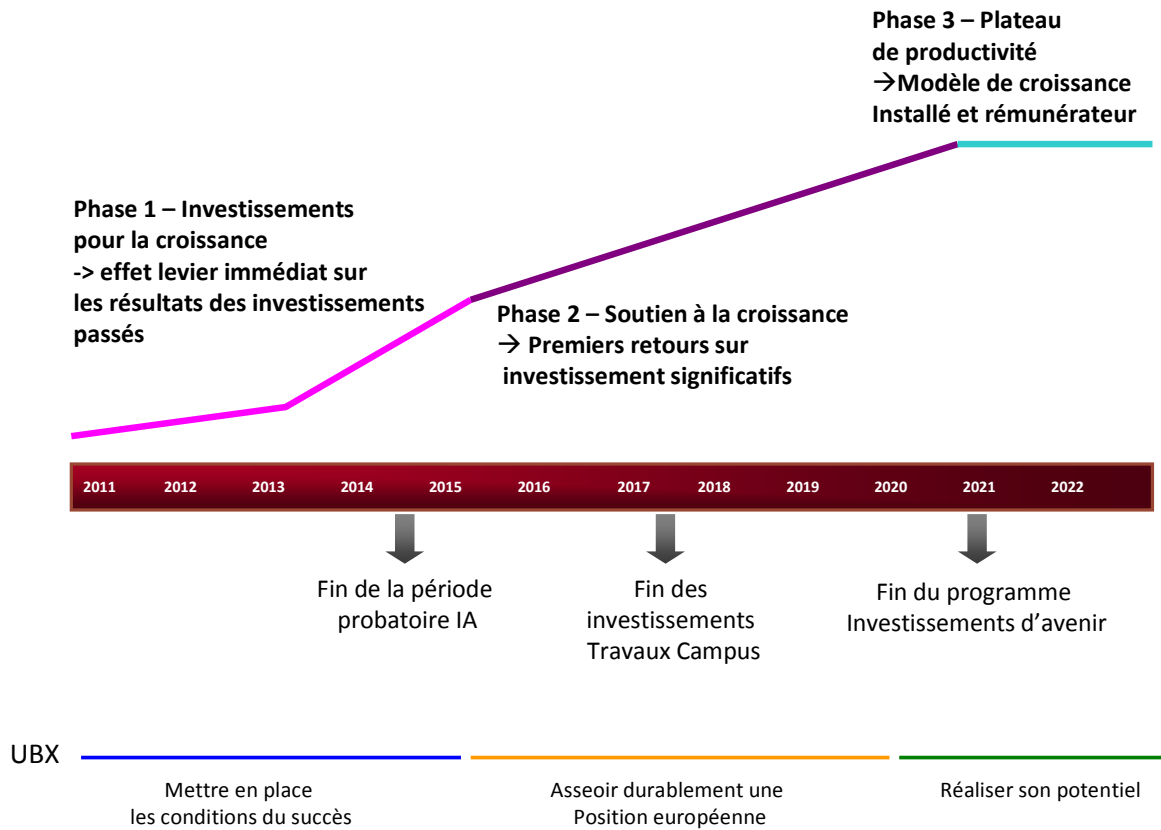 Phase 3 – Plateau
de productivité
→Modèle de croissance
Installé et rémunérateur
Phase 1 – Investissements
pour la croissance
-> effet levier immédiat sur
les résultats des investissements
passés
Phase 2 – Soutien à la croissance
→ Premiers retours sur
investissement significatifs
2011 2012 2013 2014 2015 2016 2017 2018 2019 2020 2021 2022
Fin de la période
probatoire IA
Fin des
investissements
Travaux Campus
Fin du programme
Investissements d’avenir
UBX
Mettre en place
les conditions du succès
Asseoir durablement une
Position européenne
Réaliser son potentiel